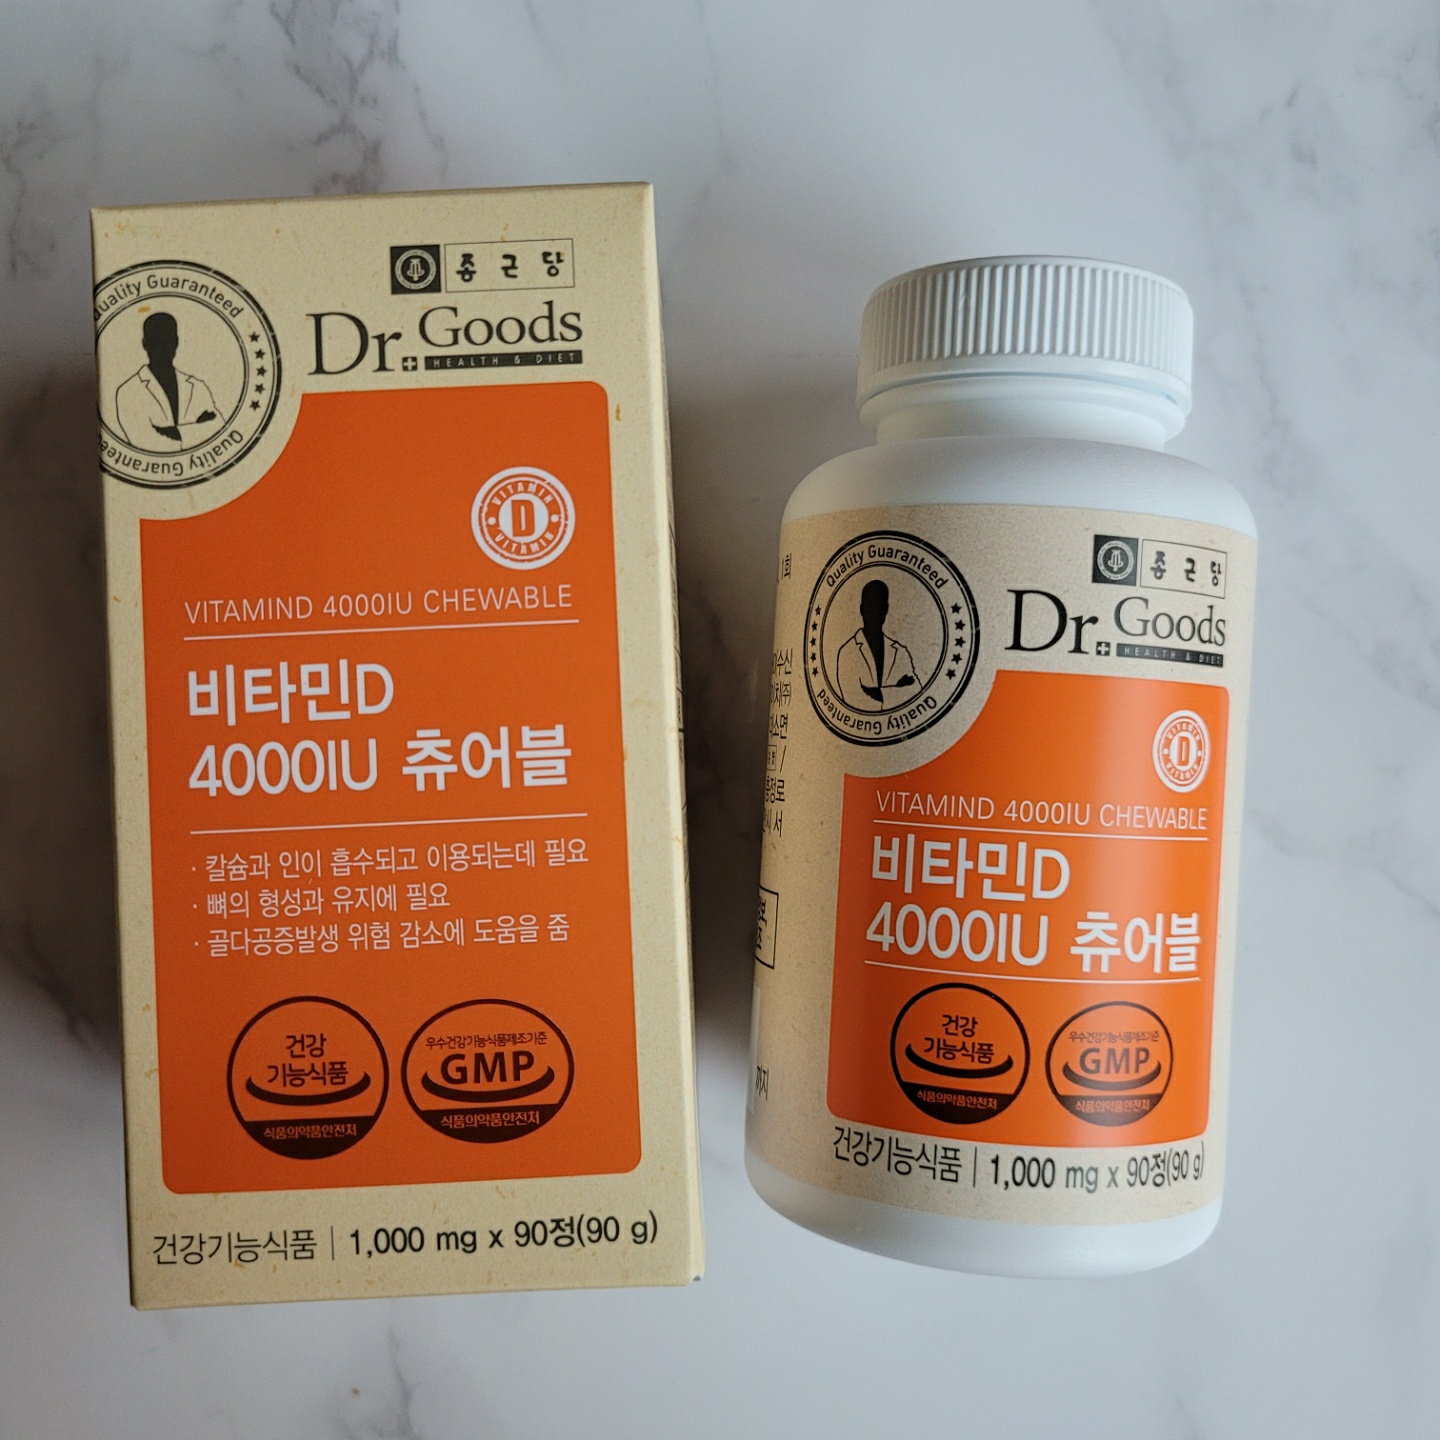 Quality Guaranteed
Quality Guaranteed
종근당
Dr. Goods
HEALTH & DIET
VITAMIN
D
VITAMIN
VITAMIND 4000IU CHEWABLE
비타민D
4000IU 츄어블
· 칼슘과 인이 흡수되고 이용되는데 필요
· 뼈의 형성과 유지에 필요
· 골다공증발생 위험 감소에 도움을 줌
건강
기능식품
식품의약품안전처
우수건강기능식품제조기준
GMP
식품의약품안전처
건강기능식품 | 1,000 mg x 90정(90 g)
Quality Guaranteed
Quality Guaranteed
종근당
Dr. Goods
HEALTH & DIET
VITAMIN
D
VITAMIN
VITAMIND 4000IU CHEWABLE
비타민D
4000IU 츄어블
건강
기능식품
식품의약품안전처
우수건강기능식품제조기준
GMP
식품의약품안전처
건강기능식품 | 1,000 mg x 90정(90 g)
까지